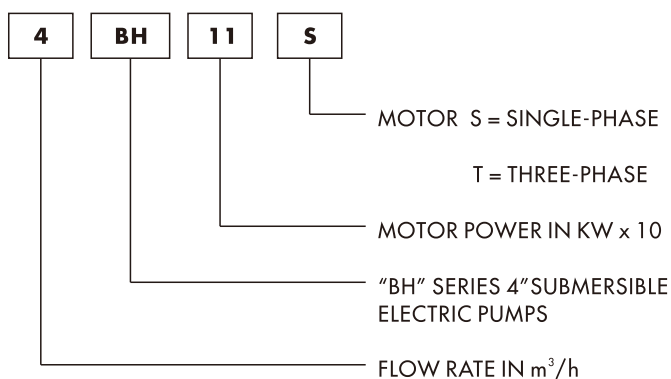 4 BH 11 S
MOTOR S = SINGLE-PHASE
T = THREE-PHASE
MOTOR POWER IN KW x 10
“BH” SERIES 4” SUBMERSIBLE
ELECTRIC PUMPS
FLOW RATE IN m³/h